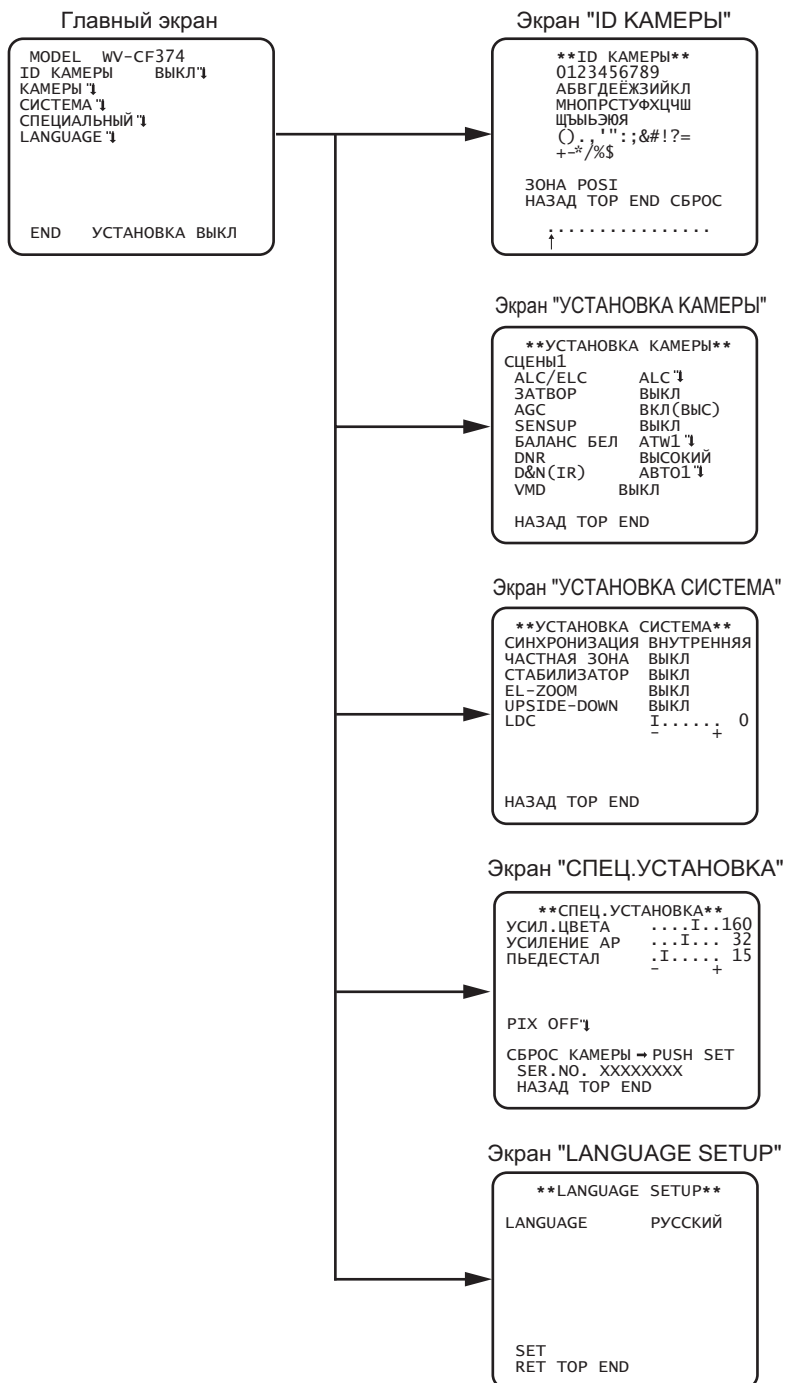 Главный экран
MODEL WV-CF374
ID КАМЕРЫ ВЫКЛ
КАМЕРЫ
СИСТЕМА
СПЕЦИАЛЬНЫЙ
LANGUAGE
END УСТАНОВКА ВЫКЛ
Экран "ID КАМЕРЫ"
**ID КАМЕРЫ**
0123456789
АБВГДЕЁЖЗИЙКЛ
МНОПРСТУФХЦЧШ
ЩЪЫЬЭЮЯ
().,'":;&#!?=
+-*/%$
ЗОНА POSI
НАЗАД TOP END СБРОС
................
↑
Экран "УСТАНОВКА КАМЕРЫ"
**УСТАНОВКА КАМЕРЫ**
СЦЕНЫ1
ALC/ELC ALC
ЗАТВОР ВЫКЛ
AGC ВКЛ(ВЫС)
SENSUP ВЫКЛ
БАЛАНС БЕЛ ATW1
DNR ВЫСОКИЙ
D&N(IR) АВТО1
VMD ВЫКЛ
НАЗАД TOP END
Экран "УСТАНОВКА СИСТЕМА"
**УСТАНОВКА СИСТЕМА**
СИНХРОНИЗАЦИЯ ВНУТРЕННЯЯ
ЧАСТНАЯ ЗОНА ВЫКЛ
СТАБИЛИЗАТОР ВЫКЛ
EL-ZOOM ВЫКЛ
UPSIDE-DOWN ВЫКЛ
LDC I...... 0
- +
НАЗАД TOP END
Экран "СПЕЦ.УСТАНОВКА"
**СПЕЦ.УСТАНОВКА**
УСИЛ.ЦВЕТА ....I..160
УСИЛЕНИЕ АР ...I... 32
ПЬЕДЕСТАЛ .I..... 15
- +
PIX OFF
СБРОС КАМЕРЫ → PUSH SET
SER.NO. XXXXXXXX
НАЗАД TOP END
Экран "LANGUAGE SETUP"
**LANGUAGE SETUP**
LANGUAGE РУССКИЙ
SET
RET TOP END